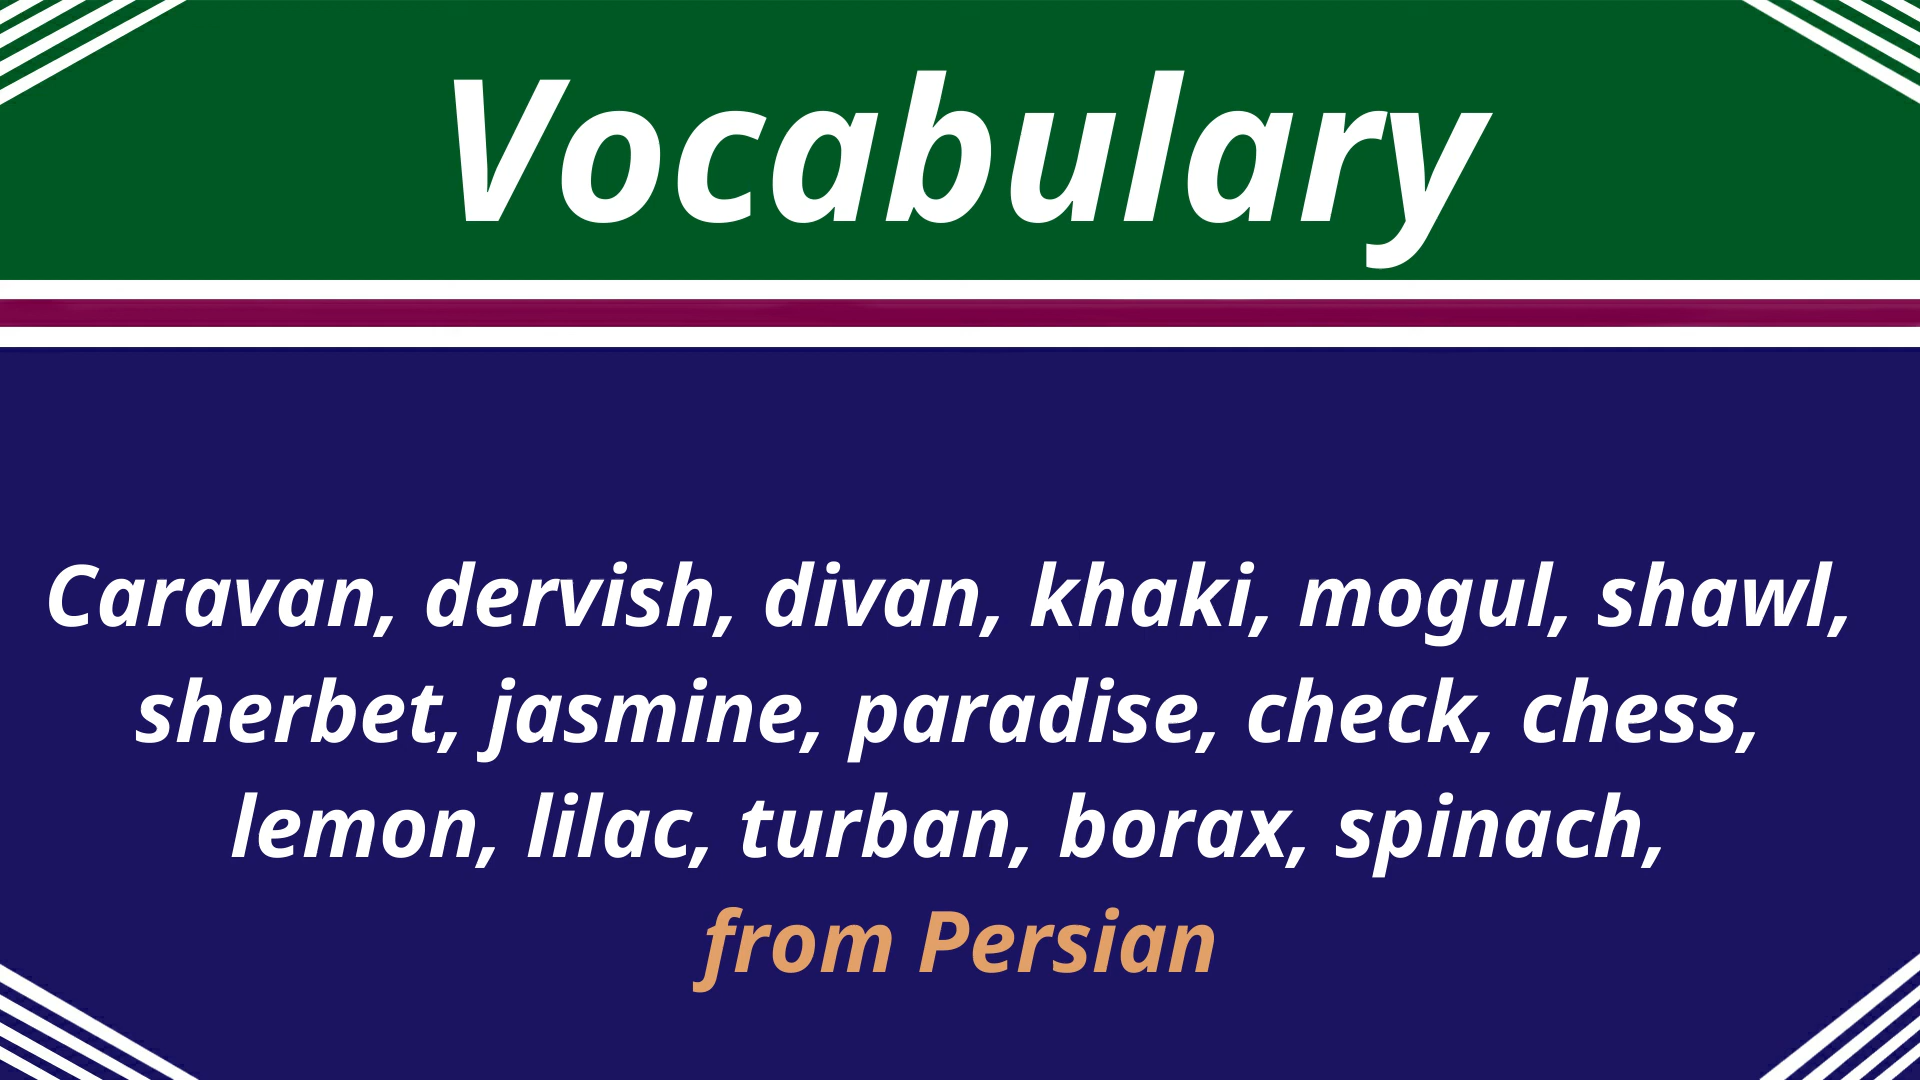 Vocabulary
Caravan, dervish, divan, khaki, mogul, shawl,
sherbet, jasmine, paradise, check, chess,
lemon, lilac, turban, borax, spinach,
from Persian